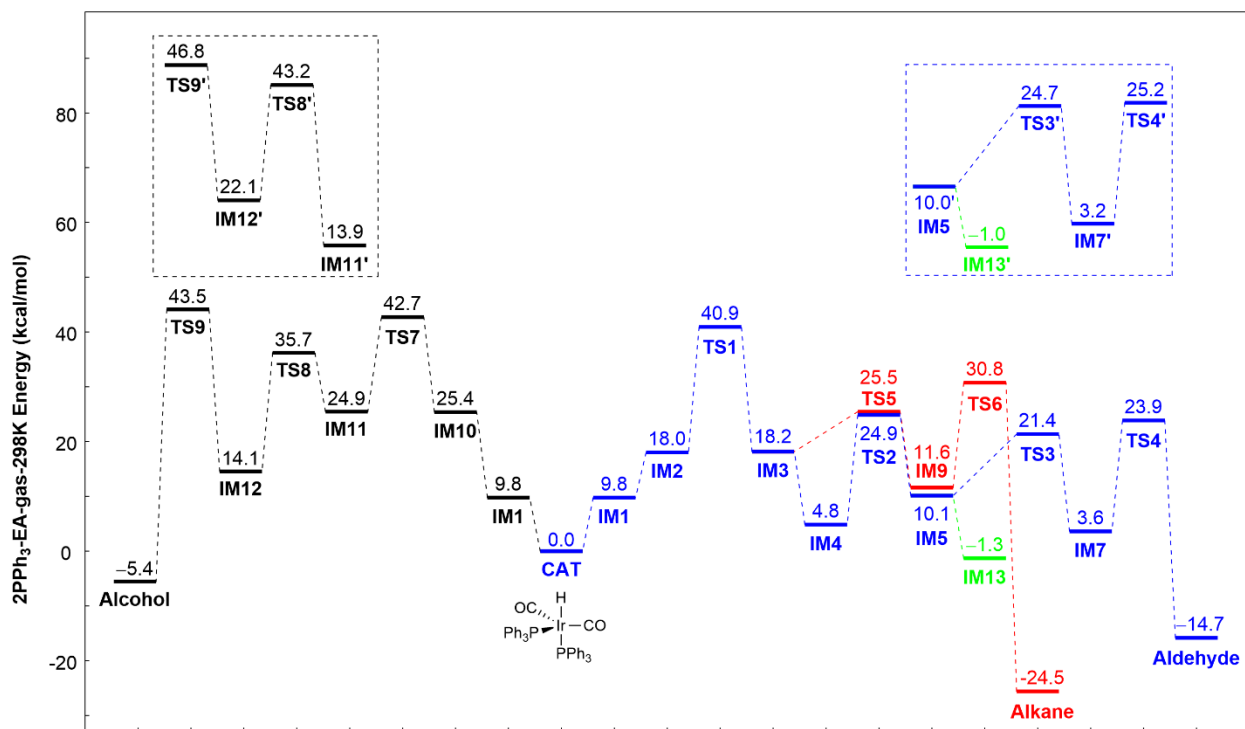 2PPh₃-EA-gas-298K Energy (kcal/mol)
80
60
40
20
0
-20
46.8
TS9'
43.2
TS8'
22.1
IM12'
13.9
IM11'
24.7
TS3'
25.2
TS4'
10.0'
IM5
–1.0
IM13'
3.2
IM7'
43.5
TS9
35.7
TS8
42.7
TS7
24.9
IM11
25.4
IM10
14.1
IM12
9.8
IM1
–5.4
Alcohol
0.0
CAT
9.8
IM1
18.0
IM2
40.9
TS1
18.2
IM3
25.5
TS5
24.9
TS2
4.8
IM4
11.6
IM9
10.1
IM5
30.8
TS6
–1.3
IM13
21.4
TS3
23.9
TS4
3.6
IM7
–14.7
Aldehyde
-24.5
Alkane
H
OC
Ir
CO
Ph₃P
PPh₃